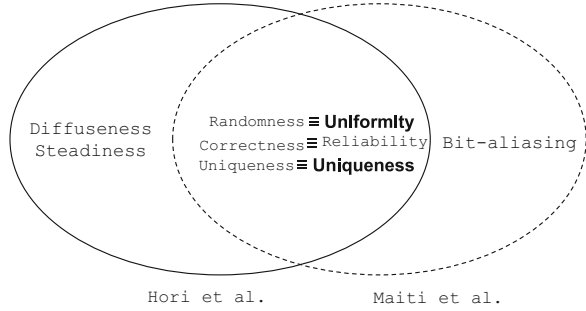 Diffuseness
Steadiness
Randomness ≡ Uniformity
Correctness ≡ Reliability
Uniqueness ≡ Uniqueness
Bit-aliasing
Hori et al.
Maiti et al.